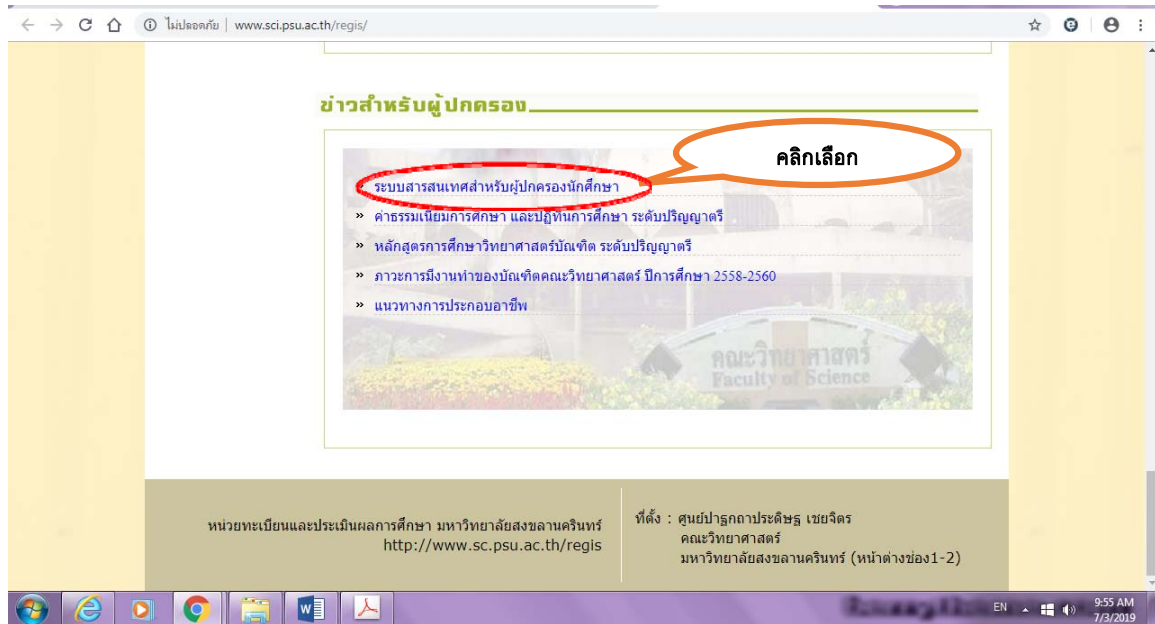 ไม่ปลอดภัย | www.sci.psu.ac.th/regis/
ข่าวสำหรับผู้ปกครอง
คลิกเลือก
ระบบสารสนเทศสำหรับผู้ปกครองนักศึกษา
» ค่าธรรมเนียมการศึกษา และปฏิทินการศึกษา ระดับปริญญาตรี
» หลักสูตรการศึกษาวิทยาศาสตร์บัณฑิต ระดับปริญญาตรี
» ภาวะการมีงานทำของบัณฑิตคณะวิทยาศาสตร์ ปีการศึกษา 2558-2560
» แนวทางการประกอบอาชีพ
คณะวิทยาศาสตร์
Faculty of Science
หน่วยทะเบียนและประเมินผลการศึกษา มหาวิทยาลัยสงขลานครินทร์
http://www.sc.psu.ac.th/regis
ที่ตั้ง : ศูนย์ปาฐกถาประดิษฐ เชยจิตร
คณะวิทยาศาสตร์
มหาวิทยาลัยสงขลานครินทร์ (หน้าต่างช่อง1-2)
EN
9:55 AM
7/3/2019